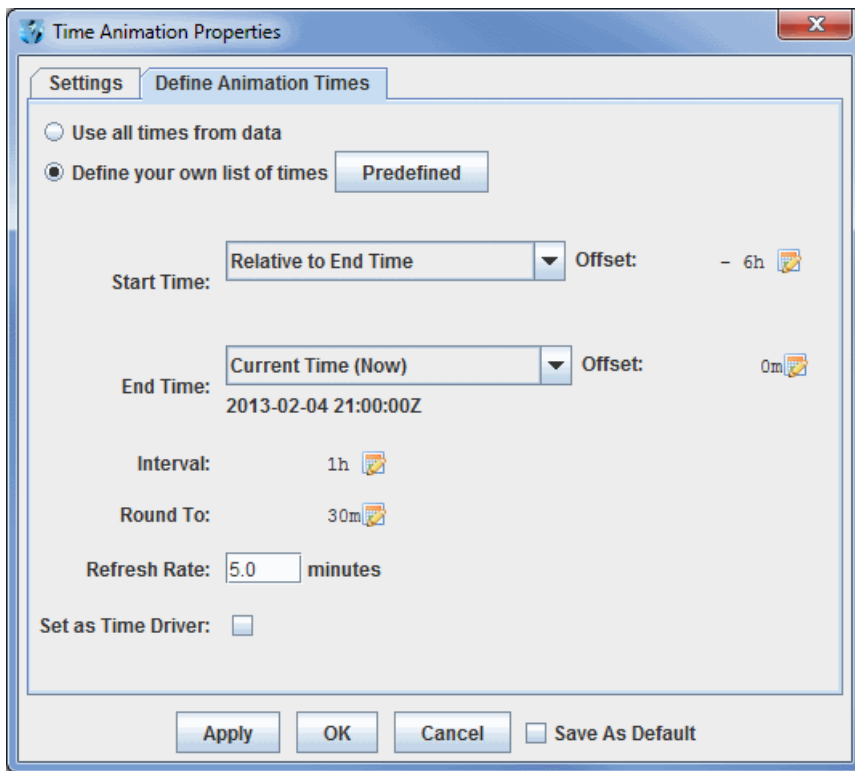 Time Animation Properties
Settings Define Animation Times
Use all times from data
Define your own list of times Predefined
Start Time: Relative to End Time Offset: - 6h
End Time: Current Time (Now) Offset: 0m
2013-02-04 21:00:00Z
Interval: 1h
Round To: 30m
Refresh Rate: 5.0 minutes
Set as Time Driver:
Apply OK Cancel Save As Default